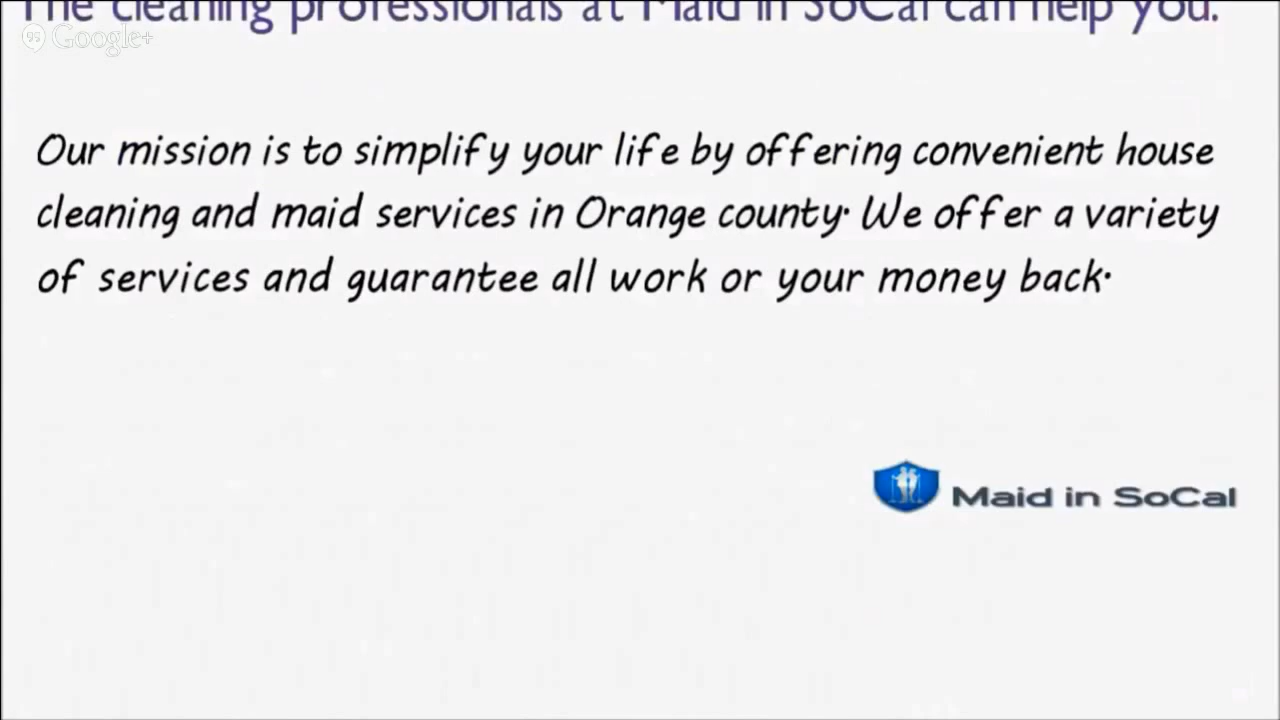 The cleaning professionals at Maid in SoCal can help you.
Google+
Our mission is to simplify your life by offering convenient house
cleaning and maid services in Orange county. We offer a variety
of services and guarantee all work or your money back.
Maid in SoCal